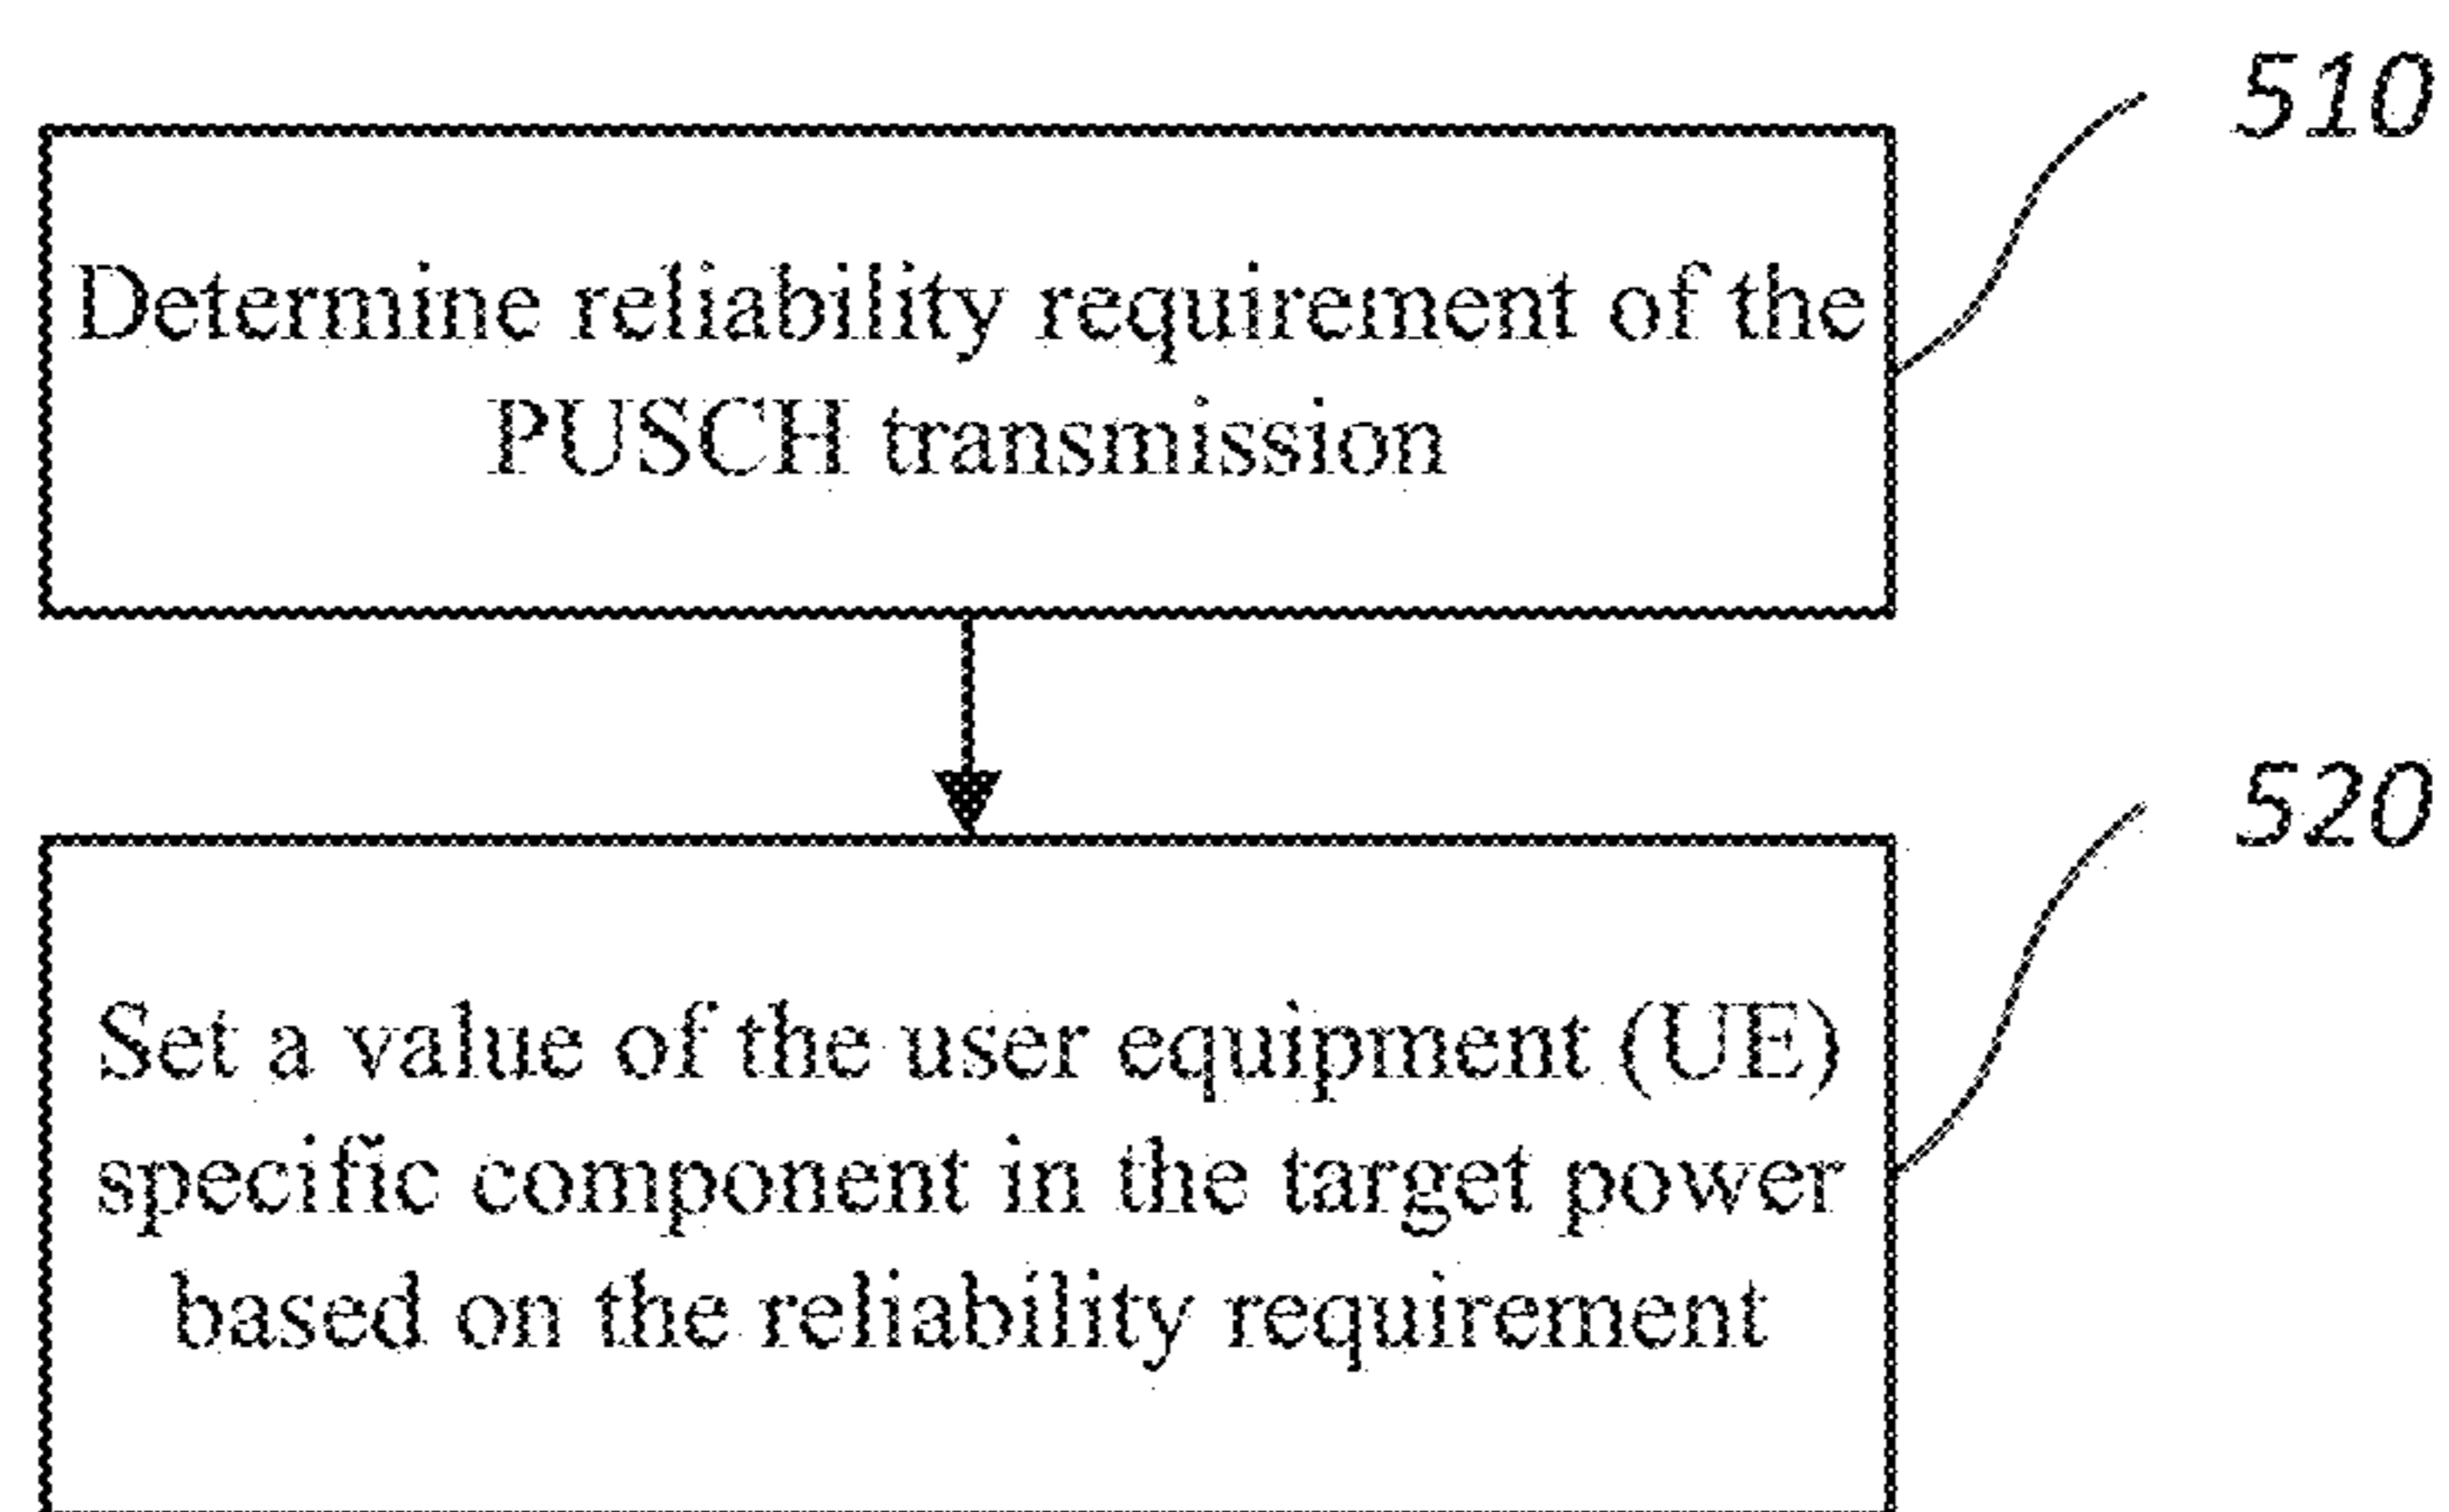 510
Determine reliability requirement of the
PUSCH transmission
520
Set a value of the user equipment (UE)
specific component in the target power
based on the reliability requirement